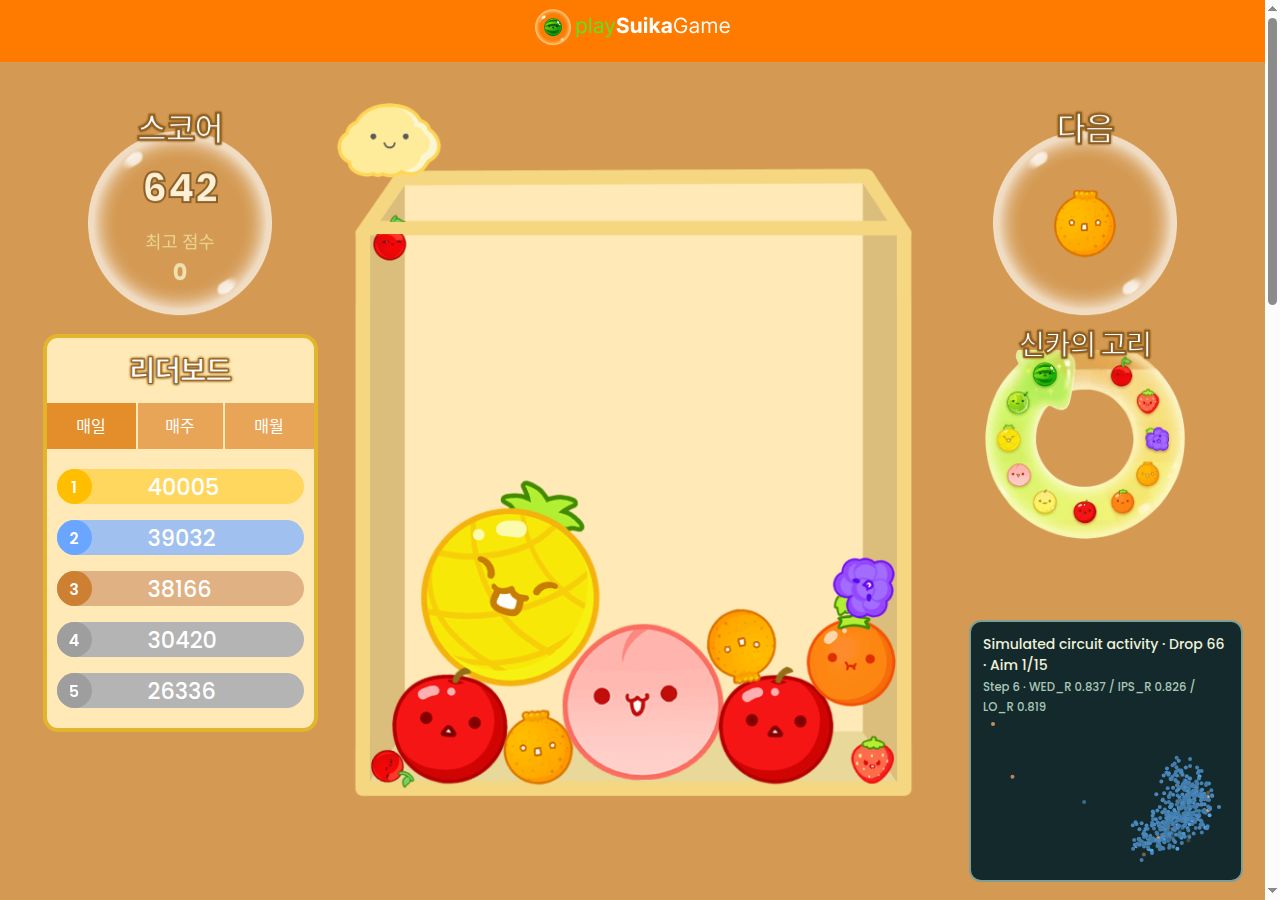 playSuikaGame
스코어
642
최고 점수
0
다음
신카의 고리
리더보드
매일 매주 매월
1 40005
2 39032
3 38166
4 30420
5 26336
Simulated circuit activity · Drop 66
· Aim 1/15
Step 6 · WED_R 0.837 / IPS_R 0.826 /
LO_R 0.819